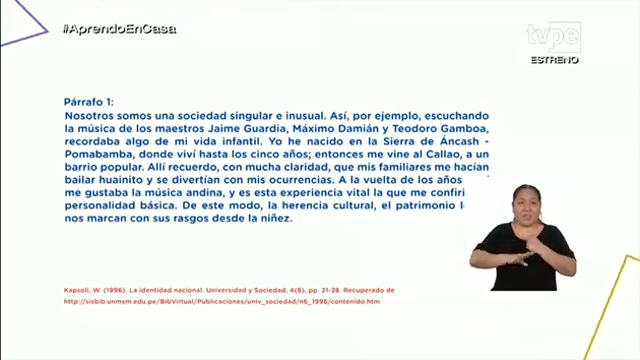 #AprendoEnCasa
tvpe
ESTRENO
Párrafo 1:
Nosotros somos una sociedad singular e inusual. Así, por ejemplo, escuchando
la música de los maestros Jaime Guardia, Máximo Damián y Teodoro Gamboa,
recordaba algo de mi vida infantil. Yo he nacido en la Sierra de Áncash -
Pomabamba, donde viví hasta los cinco años; entonces me vine al Callao, a un
barrio popular. Allí recuerdo, con mucha claridad, que mis familiares me hacían
bailar huainito y se divertían con mis ocurrencias. A la vuelta de los años
me gustaba la música andina, y es esta experiencia vital la que me confiri
personalidad básica. De este modo, la herencia cultural, el patrimonio
nos marcan con sus rasgos desde la niñez.
Kapsoli, W. (1996). La identidad nacional. Universidad y Sociedad, 4(6), pp. 21-28. Recuperado de
http://sisbib.unmsm.edu.pe/BibVirtual/Publicaciones/univ_sociedad/n6_1996/contenido.htm